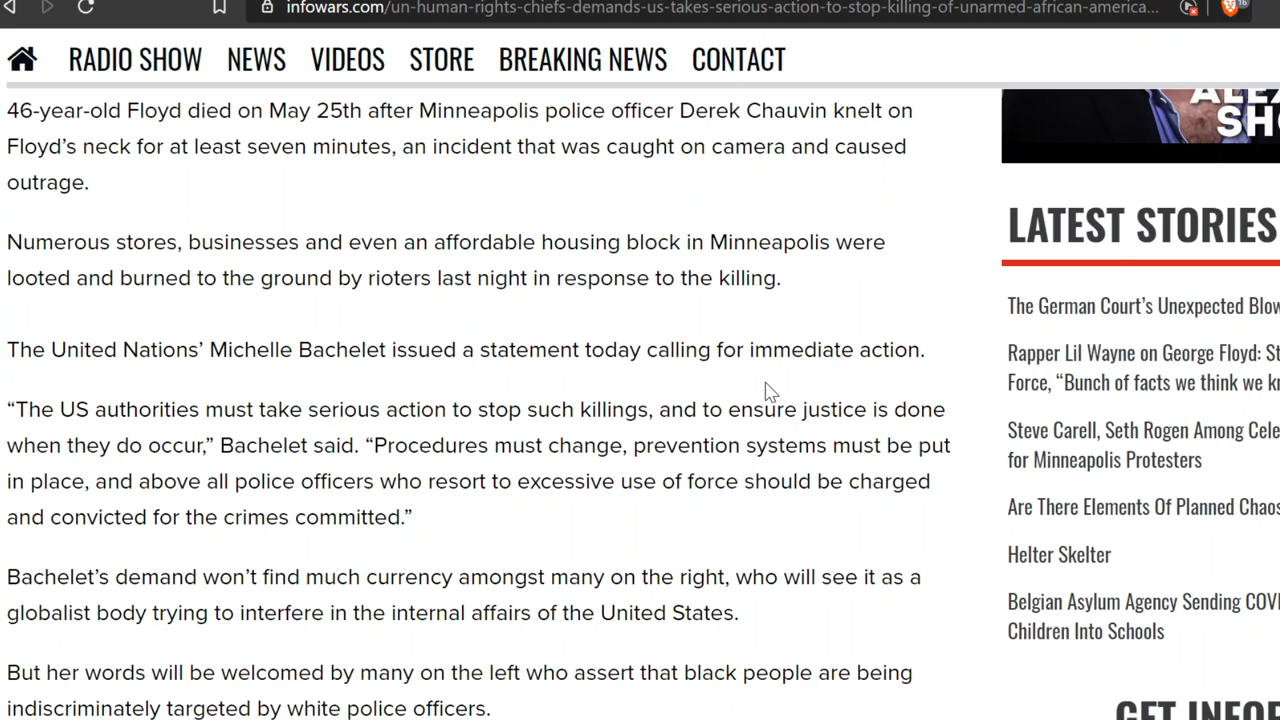 infowars.com/un-human-rights-chiefs-demands-us-takes-serious-action-to-stop-killing-of-unarmed-african-america...
16
RADIO SHOW NEWS VIDEOS STORE BREAKING NEWS CONTACT
46-year-old Floyd died on May 25th after Minneapolis police officer Derek Chauvin knelt on
Floyd’s neck for at least seven minutes, an incident that was caught on camera and caused
outrage.
Numerous stores, businesses and even an affordable housing block in Minneapolis were
looted and burned to the ground by rioters last night in response to the killing.
The United Nations’ Michelle Bachelet issued a statement today calling for immediate action.
“The US authorities must take serious action to stop such killings, and to ensure justice is done
when they do occur,” Bachelet said. “Procedures must change, prevention systems must be put
in place, and above all police officers who resort to excessive use of force should be charged
and convicted for the crimes committed.”
Bachelet’s demand won’t find much currency amongst many on the right, who will see it as a
globalist body trying to interfere in the internal affairs of the United States.
But her words will be welcomed by many on the left who assert that black people are being
indiscriminately targeted by white police officers.
LATEST STORIES
The German Court’s Unexpected
Rapper Lil Wayne on George Floyd:
Force, “Bunch of facts we think we
Steve Carell, Seth Rogen Among
for Minneapolis Protesters
Are There Elements Of Planned
Helter Skelter
Belgian Asylum Agency Sending
Children Into Schools
GET